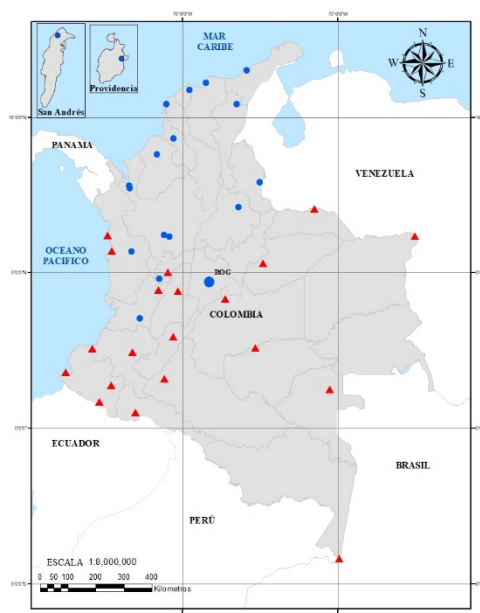 MAR
CARIBE
N
W E
S
San Andrés
Providencia
PANAMA
VENEZUELA
OCEANO
PACIFICO
BOG
COLOMBIA
ECUADOR
BRASIL
PERÚ
ESCALA 1:8,000,000
0 50 100 200 300 400
Kilometros